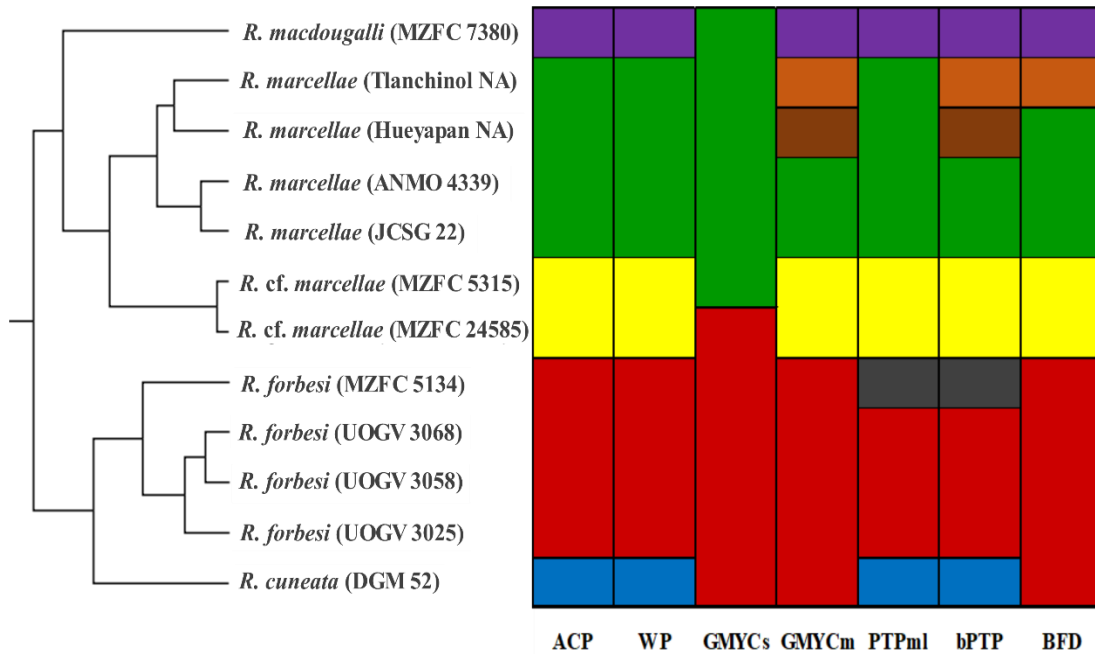 R. macdougalli (MZFC 7380)
R. marcellae (Tlanchinol NA)
R. marcellae (Hueyapan NA)
R. marcellae (ANMO 4339)
R. marcellae (JCSG 22)
R. cf. marcellae (MZFC 5315)
R. cf. marcellae (MZFC 24585)
R. forbesi (MZFC 5134)
R. forbesi (UOGV 3068)
R. forbesi (UOGV 3058)
R. forbesi (UOGV 3025)
R. cuneata (DGM 52)
ACP WP GMYCs GMYCm PTPml bPTP BFD